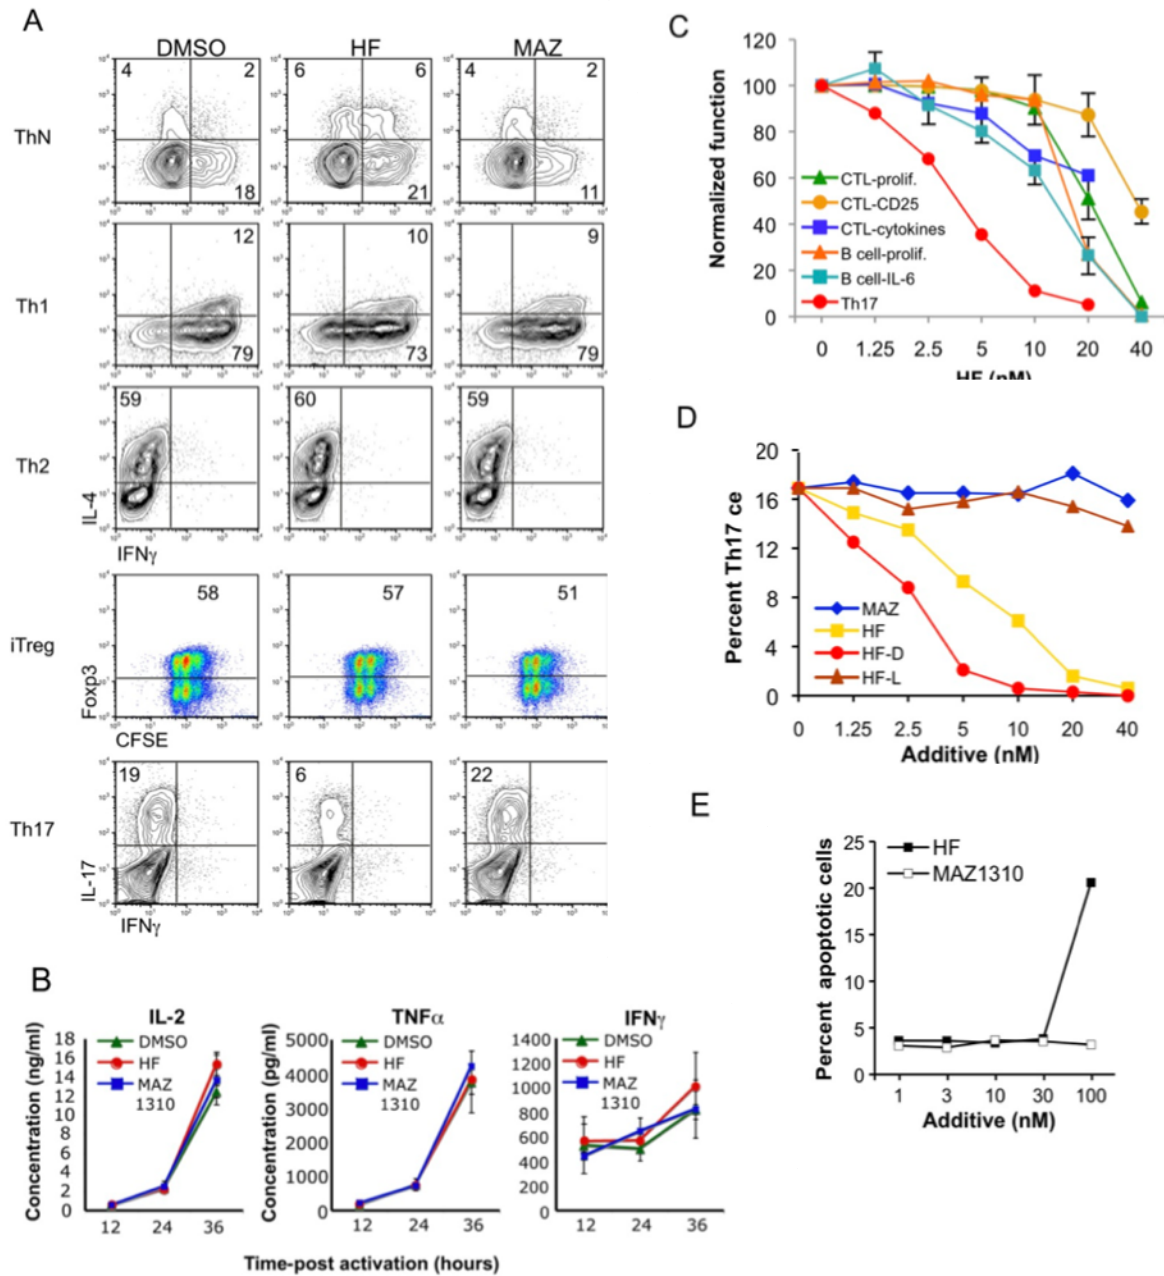 A
DMSO HF MAZ
ThN
4 2
18
6 6
21
4 2
11
Th1
12
79
10
73
9
79
Th2
59
60
59
IL-4
IFNγ
iTreg
58
57
51
Foxp3
CFSE
Th17
19
6
22
IL-17
IFNγ
B
IL-2
Concentration (ng/ml)
18
16
14
12
10
8
6
4
2
0
DMSO
HF
MAZ
1310
12 24 36
TNFα
Concentration (pg/ml)
5000
4000
3000
2000
1000
0
DMSO
HF
MAZ
1310
12 24 36
IFNγ
1400
1200
1000
800
600
400
200
0
DMSO
HF
MAZ
1310
12 24 36
Time-post activation (hours)
C
Normalized function
120
100
80
60
40
20
0
CTL-prolif.
CTL-CD25
CTL-cytokines
B cell-prolif.
B cell-IL-6
Th17
0 1.25 2.5 5 10 20 40
HF (nM)
D
Percent Th17 ce
20
16
12
8
4
0
MAZ
HF
HF-D
HF-L
0 1.25 2.5 5 10 20 40
Additive (nM)
E
Percent apoptotic cells
25
20
15
10
5
0
HF
MAZ1310
1 3 10 30 100
Additive (nM)